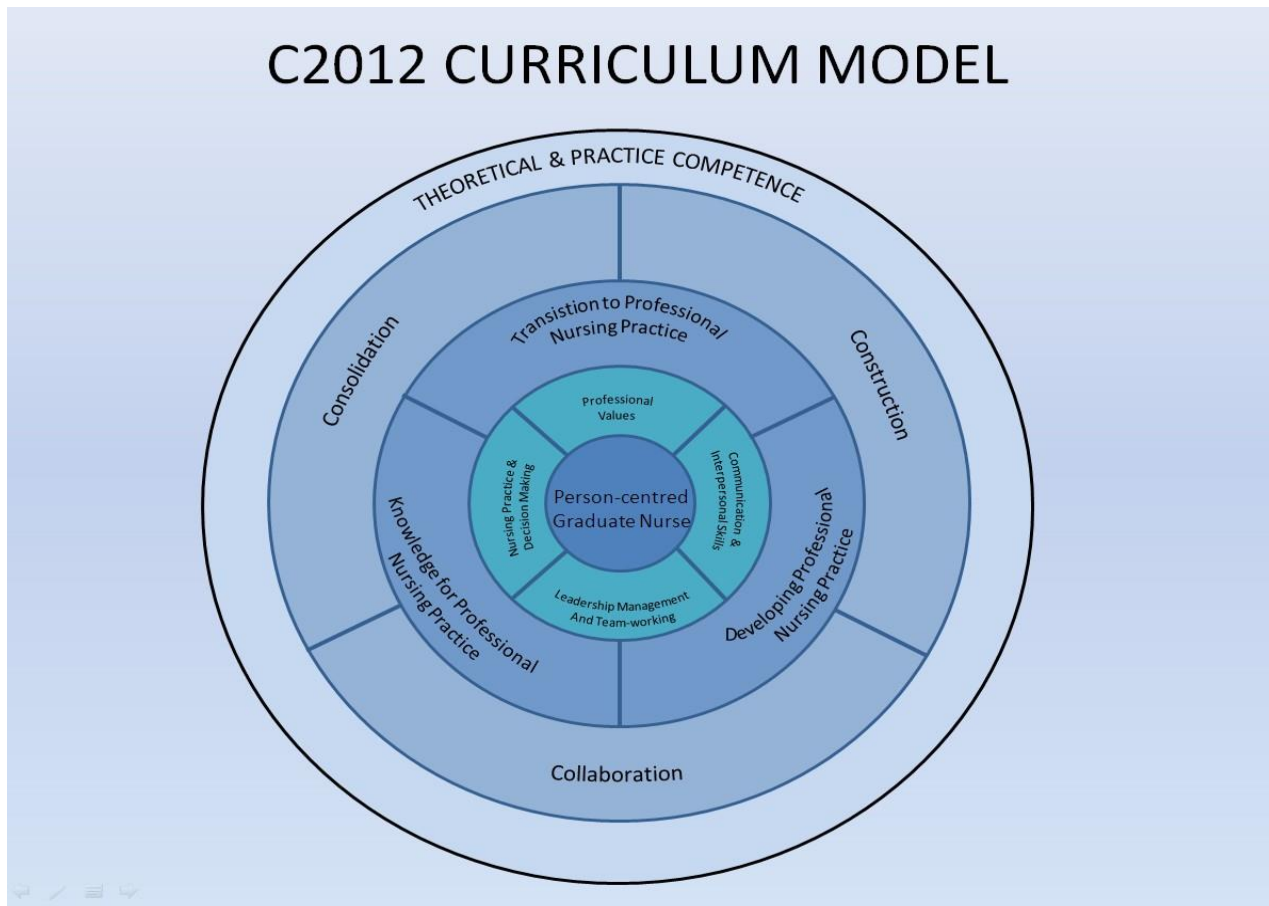 C2012 CURRICULUM MODEL
THEORETICAL & PRACTICE COMPETENCE
Consolidation
Construction
Transistion to Professional
Nursing Practice
Professional
Values
Nursing Practice &
Decision Making
Communication &
Interpersonal Skills
Person-centred
Graduate Nurse
Leadership Management
And Team-working
Knowledge for Professional
Nursing Practice
Developing Professional
Nursing Practice
Collaboration